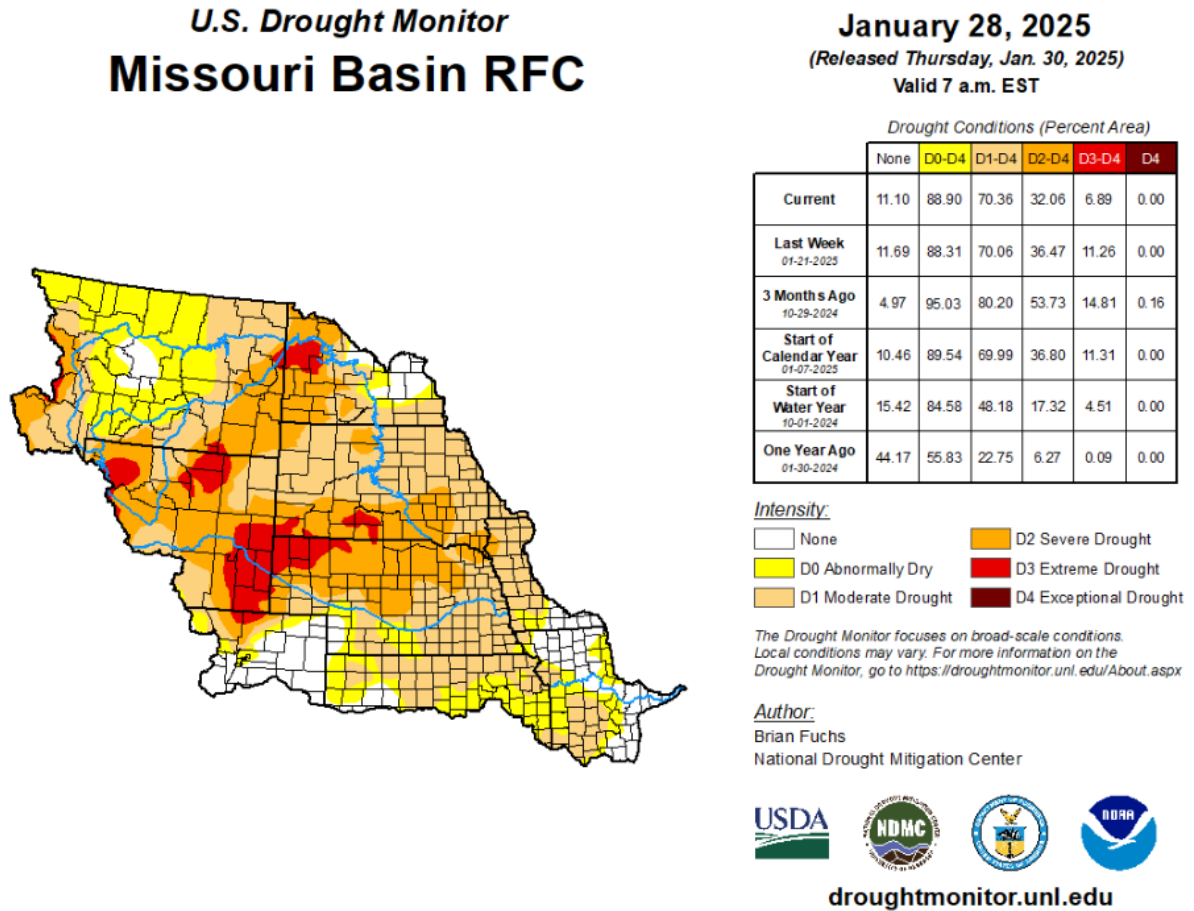 U.S. Drought Monitor
Missouri Basin RFC
January 28, 2025
(Released Thursday, Jan. 30, 2025)
Valid 7 a.m. EST
Drought Conditions (Percent Area)
None D0-D4 D1-D4 D2-D4 D3-D4 D4
Current 11.10 88.90 70.36 32.06 6.89 0.00
Last Week
01-21-2025 11.69 88.31 70.06 36.47 11.26 0.00
3 Months Ago
10-29-2024 4.97 95.03 80.20 53.73 14.81 0.16
Start of
Calendar Year
01-07-2025 10.46 89.54 69.99 36.80 11.31 0.00
Start of
Water Year
10-01-2024 15.42 84.58 48.18 17.32 4.51 0.00
One Year Ago
01-30-2024 44.17 55.83 22.75 6.27 0.09 0.00
Intensity:
None
D0 Abnormally Dry
D1 Moderate Drought
D2 Severe Drought
D3 Extreme Drought
D4 Exceptional Drought
The Drought Monitor focuses on broad-scale conditions.
Local conditions may vary. For more information on the
Drought Monitor, go to https://droughtmonitor.unl.edu/About.aspx
Author:
Brian Fuchs
National Drought Mitigation Center
USDA
NDMC
NOAA
droughtmonitor.unl.edu